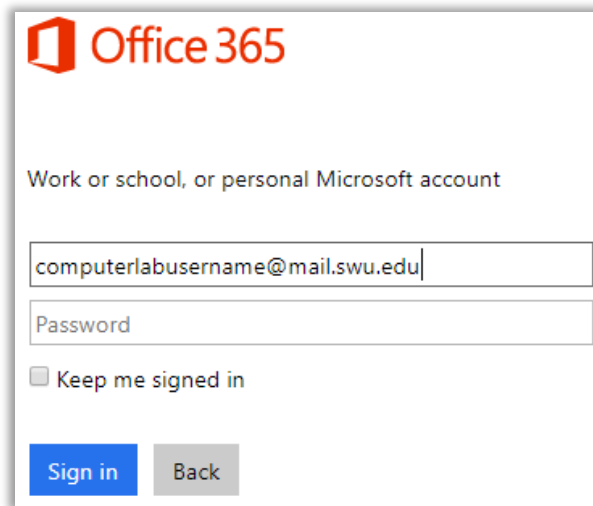 Office 365
Work or school, or personal Microsoft account
computerlabusername@mail.swu.edu
Password
Keep me signed in
Sign in Back